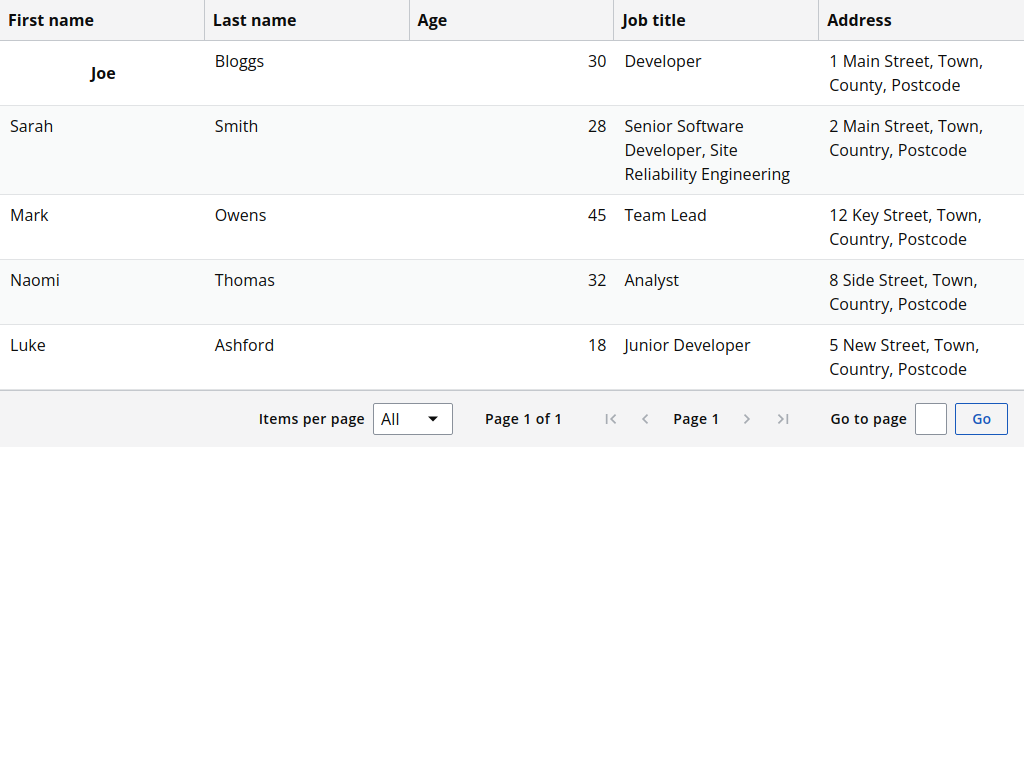 First name Last name Age Job title Address
Joe Bloggs 30 Developer 1 Main Street, Town,
County, Postcode
Sarah Smith 28 Senior Software 2 Main Street, Town,
Developer, Site Country, Postcode
Reliability Engineering
Mark Owens 45 Team Lead 12 Key Street, Town,
Country, Postcode
Naomi Thomas 32 Analyst 8 Side Street, Town,
Country, Postcode
Luke Ashford 18 Junior Developer 5 New Street, Town,
Country, Postcode
Items per page All Page 1 of 1 Page 1 Go to page Go